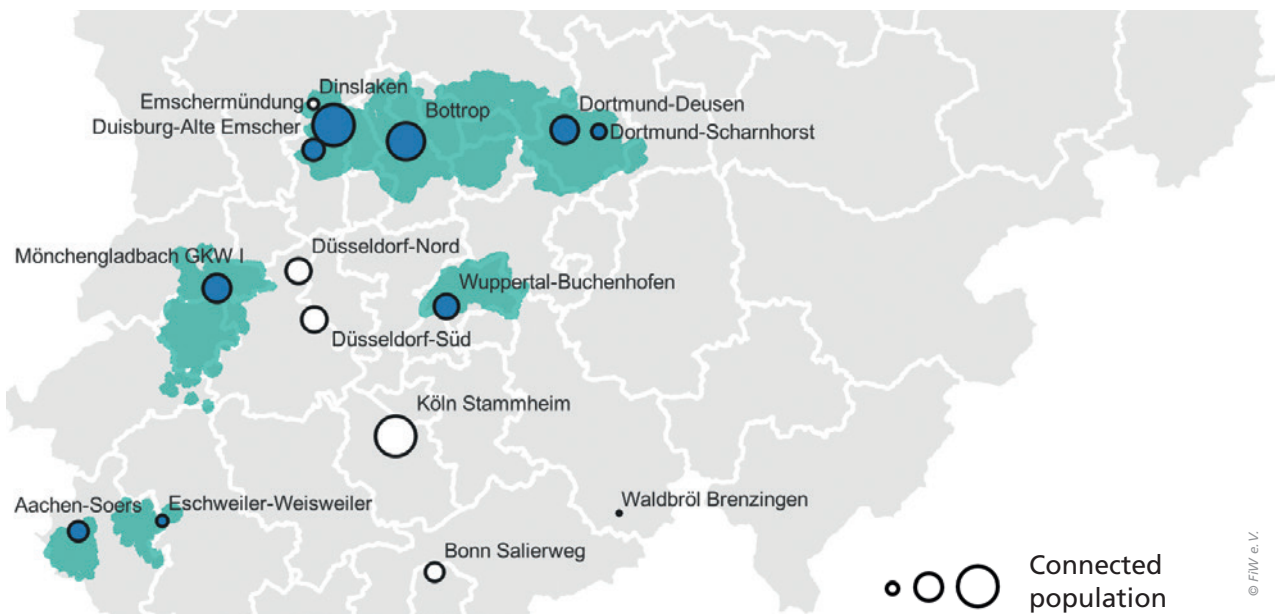 Dinslaken
Emschermündung
Duisburg-Alte Emscher
Bottrop
Dortmund-Deusen
Dortmund-Scharnhorst
Mönchengladbach GKW I
Düsseldorf-Nord
Wuppertal-Buchenhofen
Düsseldorf-Süd
Köln Stammheim
Aachen-Soers
Eschweiler-Weisweiler
Waldbröl Brenzingen
Bonn Salierweg
Connected
population
© FiW e. V.